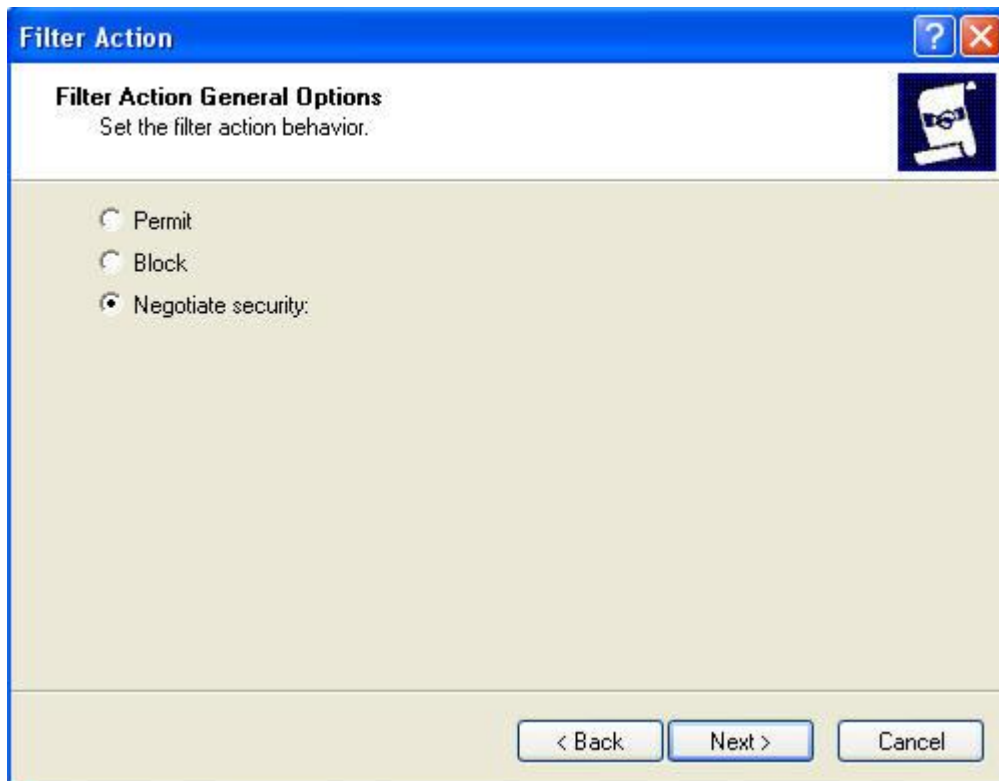 Filter Action
?
Filter Action General Options
Set the filter action behavior.
Permit
Block
Negotiate security:
< Back
Next >
Cancel